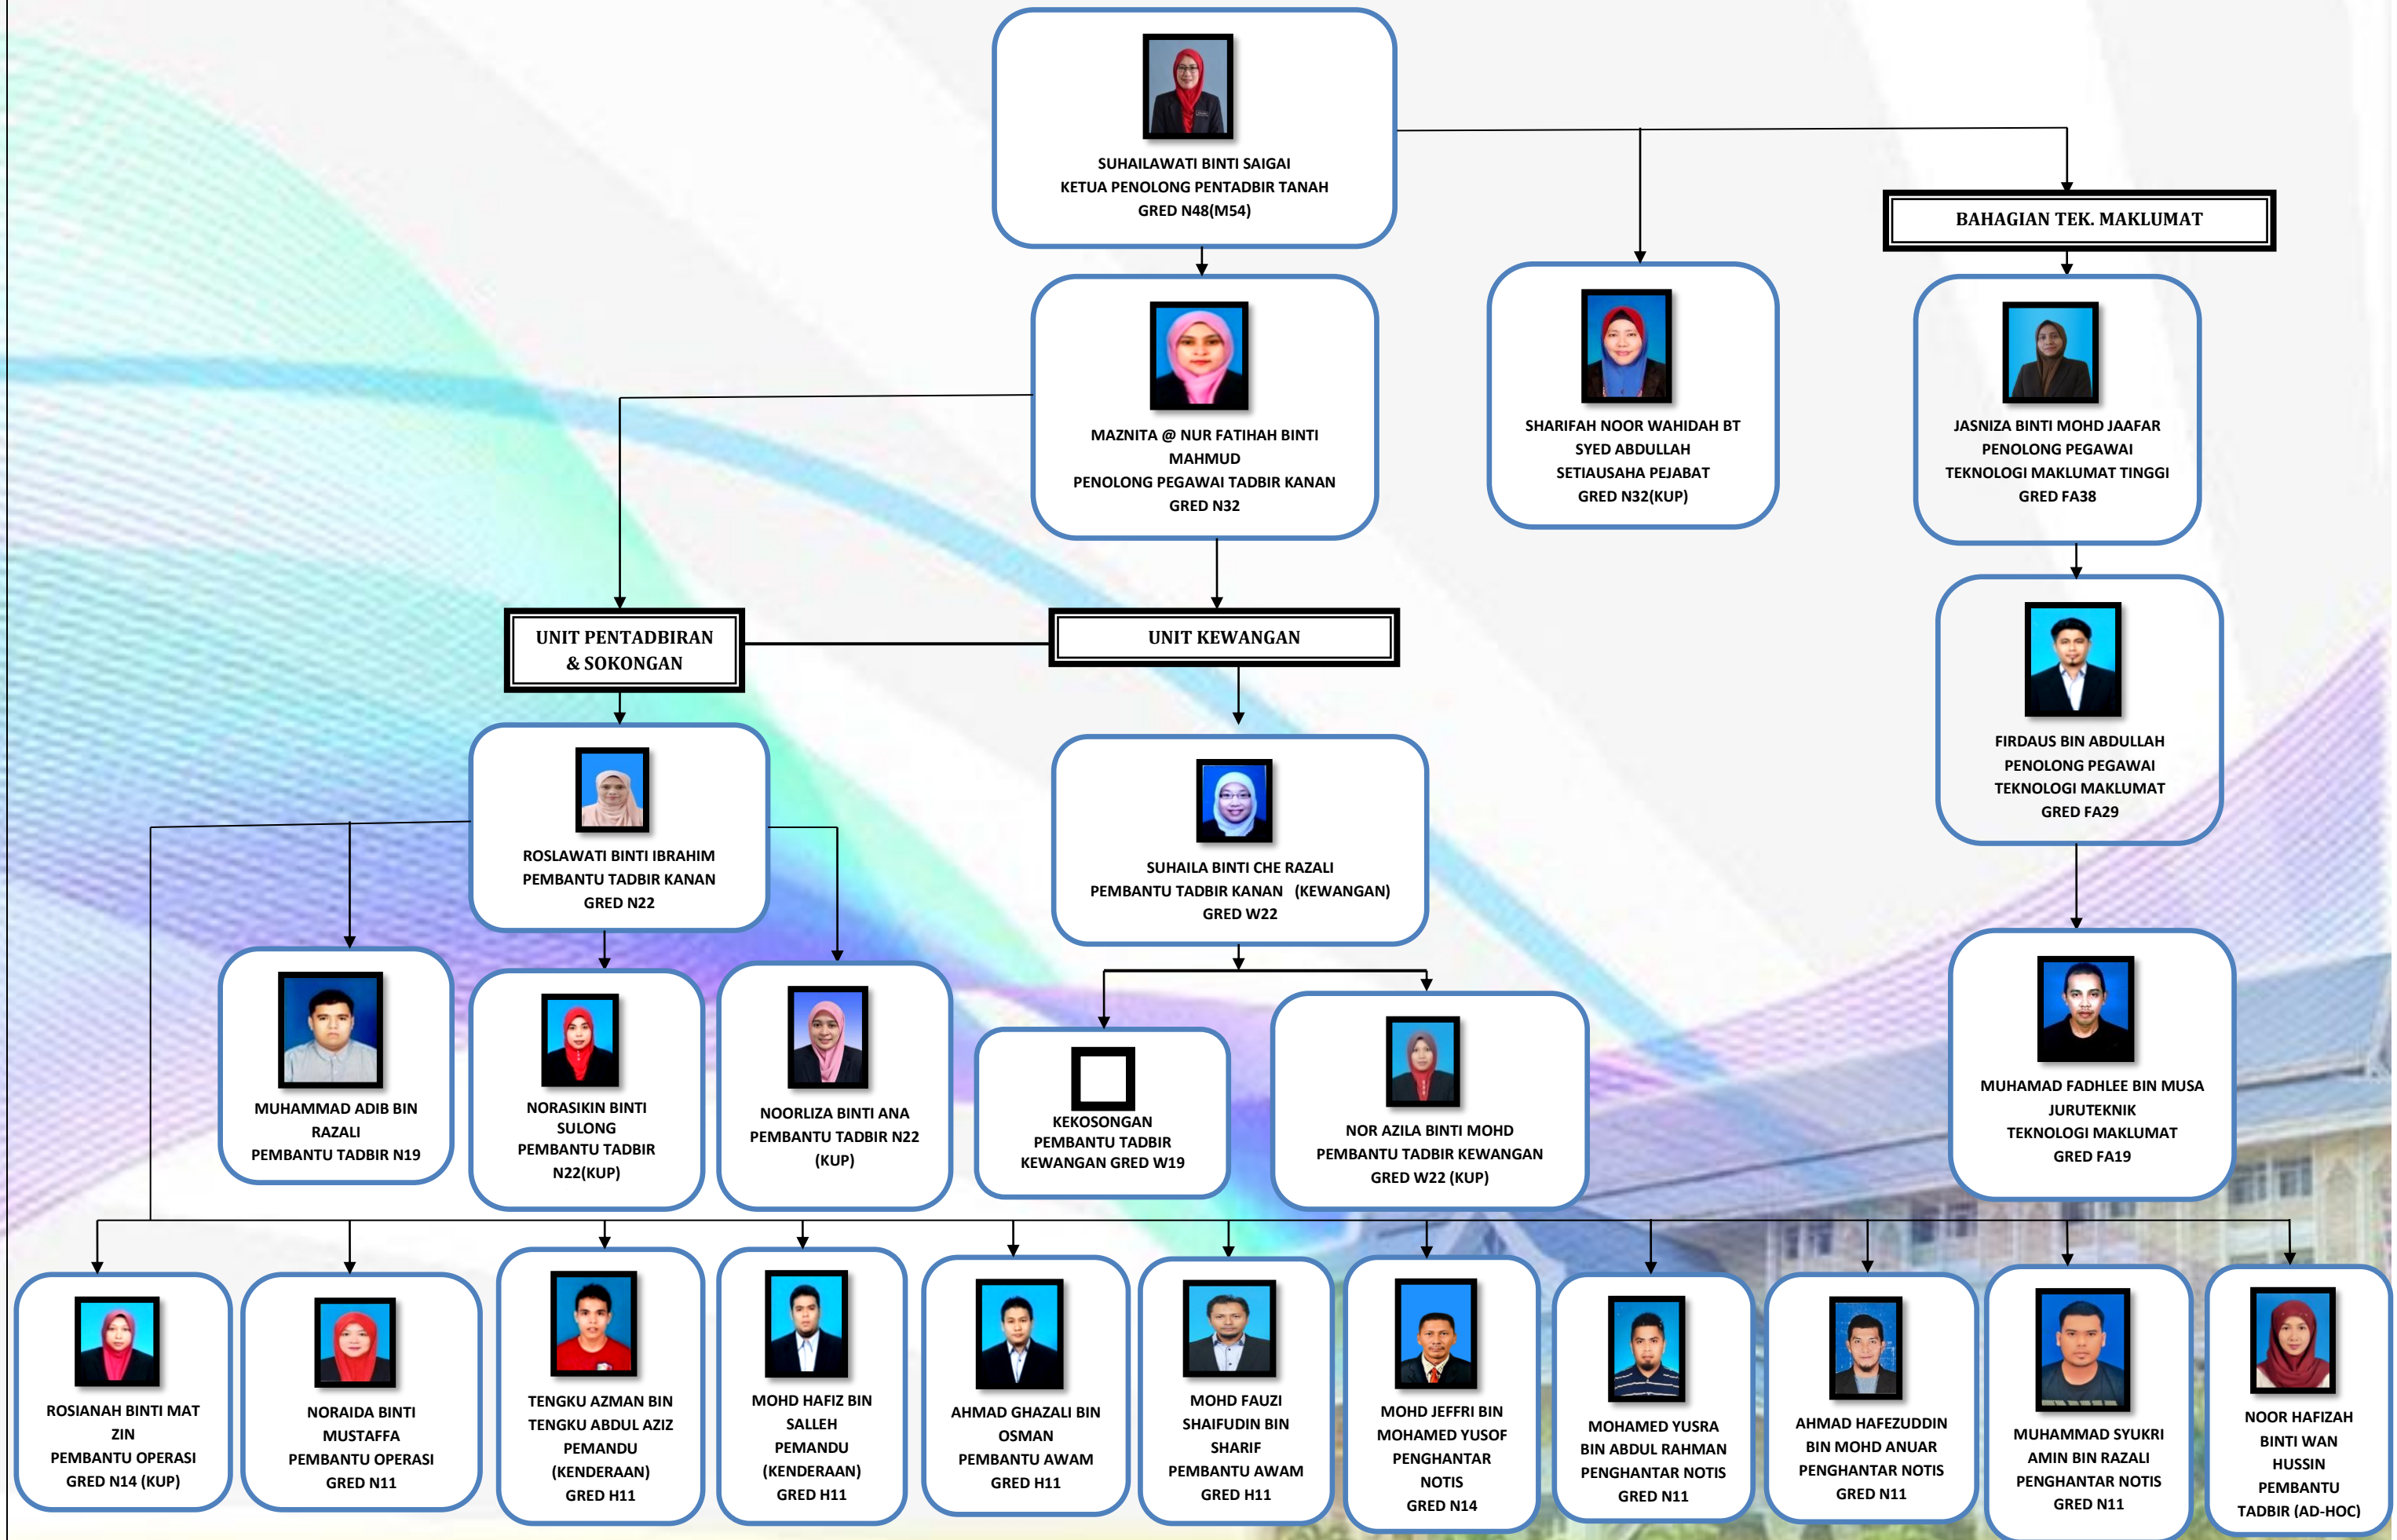 SUHAILAWATI BINTI SAIGAI
KETUA PENOLONG PENTADBIR TANAH
GRED N48(M54)
BAHAGIAN TEK. MAKLUMAT
MAZNITA @ NUR FATIHAH BINTI
MAHMUD
PENOLONG PEGAWAI TADBIR KANAN
GRED N32
SHARIFAH NOOR WAHIDAH BT
SYED ABDULLAH
SETIAUSAHA PEJABAT
GRED N32(KUP)
JASNIZA BINTI MOHD JAAFAR
PENOLONG PEGAWAI
TEKNOLOGI MAKLUMAT TINGGI
GRED FA38
UNIT PENTADBIRAN
& SOKONGAN
UNIT KEWANGAN
FIRDAUS BIN ABDULLAH
PENOLONG PEGAWAI
TEKNOLOGI MAKLUMAT
GRED FA29
ROSLAWATI BINTI IBRAHIM
PEMBANTU TADBIR KANAN
GRED N22
SUHAILA BINTI CHE RAZALI
PEMBANTU TADBIR KANAN (KEWANGAN)
GRED W22
MUHAMMAD ADIB BIN
RAZALI
PEMBANTU TADBIR N19
NORASIKIN BINTI
SULONG
PEMBANTU TADBIR
N22(KUP)
NOORLIZA BINTI ANA
PEMBANTU TADBIR N22
(KUP)
KEKOSONGAN
PEMBANTU TADBIR
KEWANGAN GRED W19
NOR AZILA BINTI MOHD
PEMBANTU TADBIR KEWANGAN
GRED W22 (KUP)
MUHAMAD FADHLEE BIN MUSA
JURUTEKNIK
TEKNOLOGI MAKLUMAT
GRED FA19
ROSIANAH BINTI MAT
ZIN
PEMBANTU OPERASI
GRED N14 (KUP)
NORAIDA BINTI
MUSTAFFA
PEMBANTU OPERASI
GRED N11
TENGKU AZMAN BIN
TENGKU ABDUL AZIZ
PEMANDU
(KENDERAAN)
GRED H11
MOHD HAFIZ BIN
SALLEH
PEMANDU
(KENDERAAN)
GRED H11
AHMAD GHAZALI BIN
OSMAN
PEMBANTU AWAM
GRED H11
MOHD FAUZI
SHAIFUDIN BIN
SHARIF
PEMBANTU AWAM
GRED H11
MOHD JEFFRI BIN
MOHAMED YUSOF
PENGHANTAR
NOTIS
GRED N14
MOHAMED YUSRA
BIN ABDUL RAHMAN
PENGHANTAR NOTIS
GRED N11
AHMAD HAFEZUDDIN
BIN MOHD ANUAR
PENGHANTAR NOTIS
GRED N11
MUHAMMAD SYUKRI
AMIN BIN RAZALI
PENGHANTAR NOTIS
GRED N11
NOOR HAFIZAH
BINTI WAN
HUSSIN
PEMBANTU
TADBIR (AD-HOC)